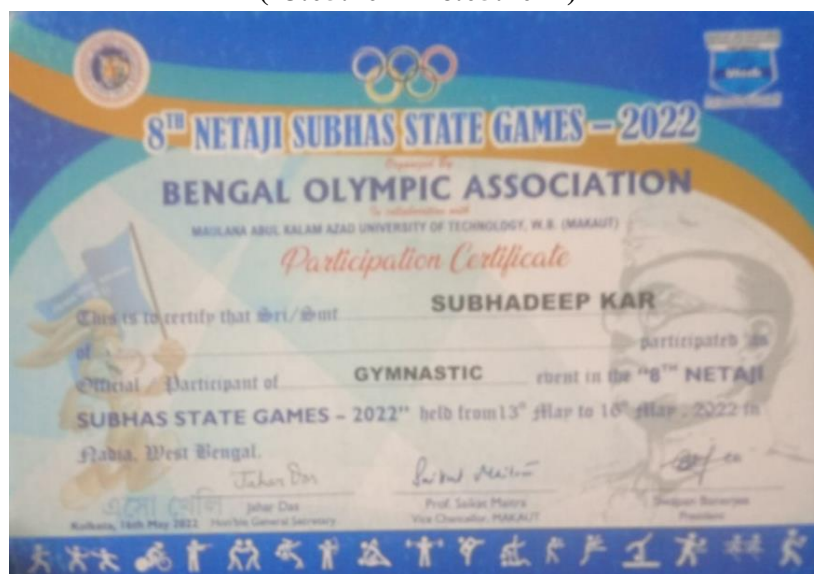 8TH NETAJI SUBHAS STATE GAMES – 2022
Organized By
BENGAL OLYMPIC ASSOCIATION
In collaboration with
MAULANA ABUL KALAM AZAD UNIVERSITY OF TECHNOLOGY, W.B. (MAKAUT)
Participation Certificate
This is to certify that Sri/Smt SUBHADEEP KAR
of participated as
Official / Participant of GYMNASTIC event in the "8TH NETAJI
SUBHAS STATE GAMES – 2022" held from 13th May to 16th May, 2022 in
Nadia, West Bengal.
Jahar Das
এসো খেলি
Jahar Das
Prof. Saikat Maitra
Swapan Banerjee
Kolkata, 16th May 2022
Hon'ble General Secretary
Vice Chancellor, MAKAUT
President